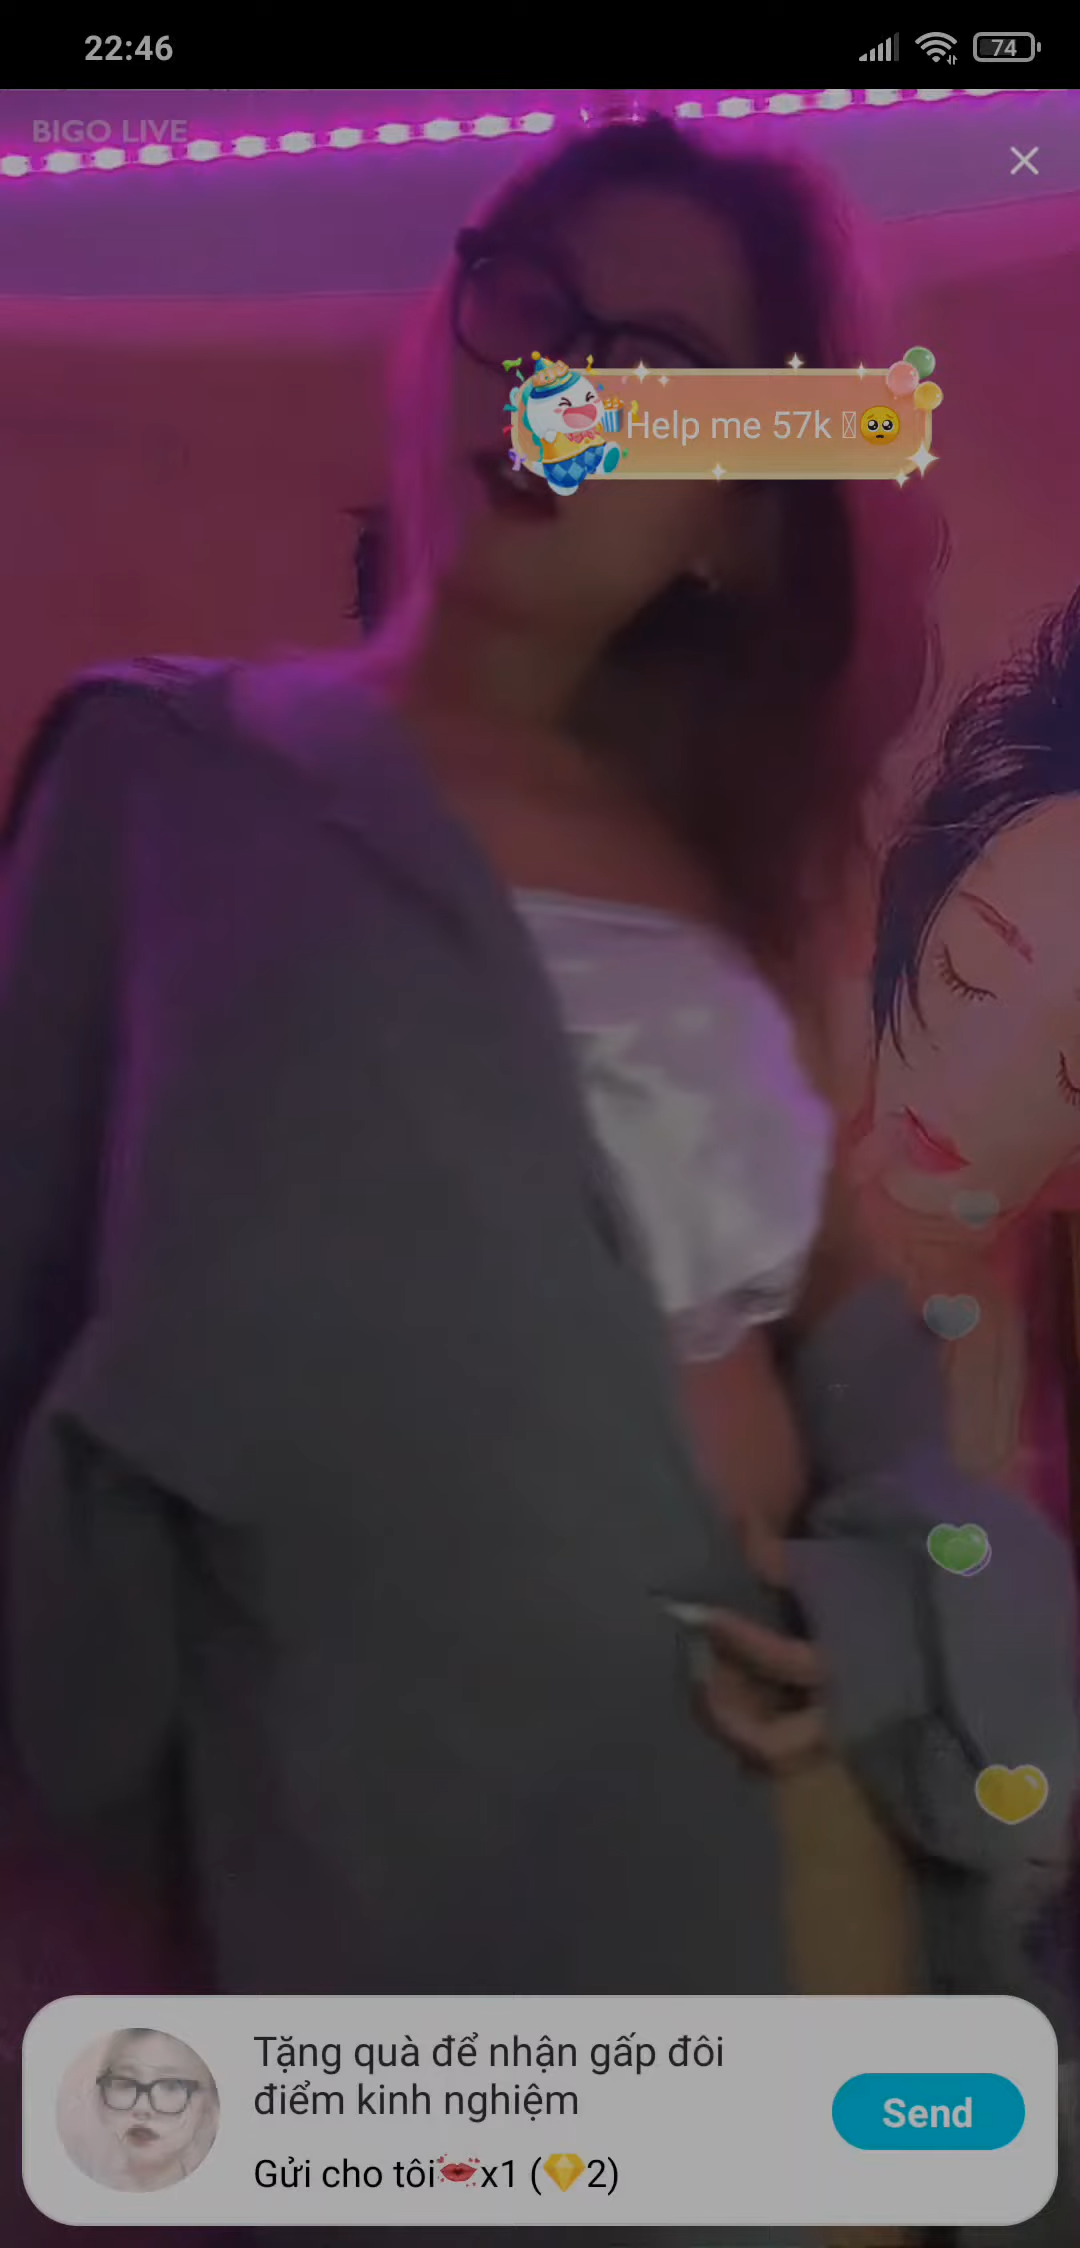 22:46
74
BIGO LIVE
Help me 57k 🥺
Tặng quà để nhận gấp đôi
điểm kinh nghiệm
Gửi cho tôi💋x1 (💎2)
Send